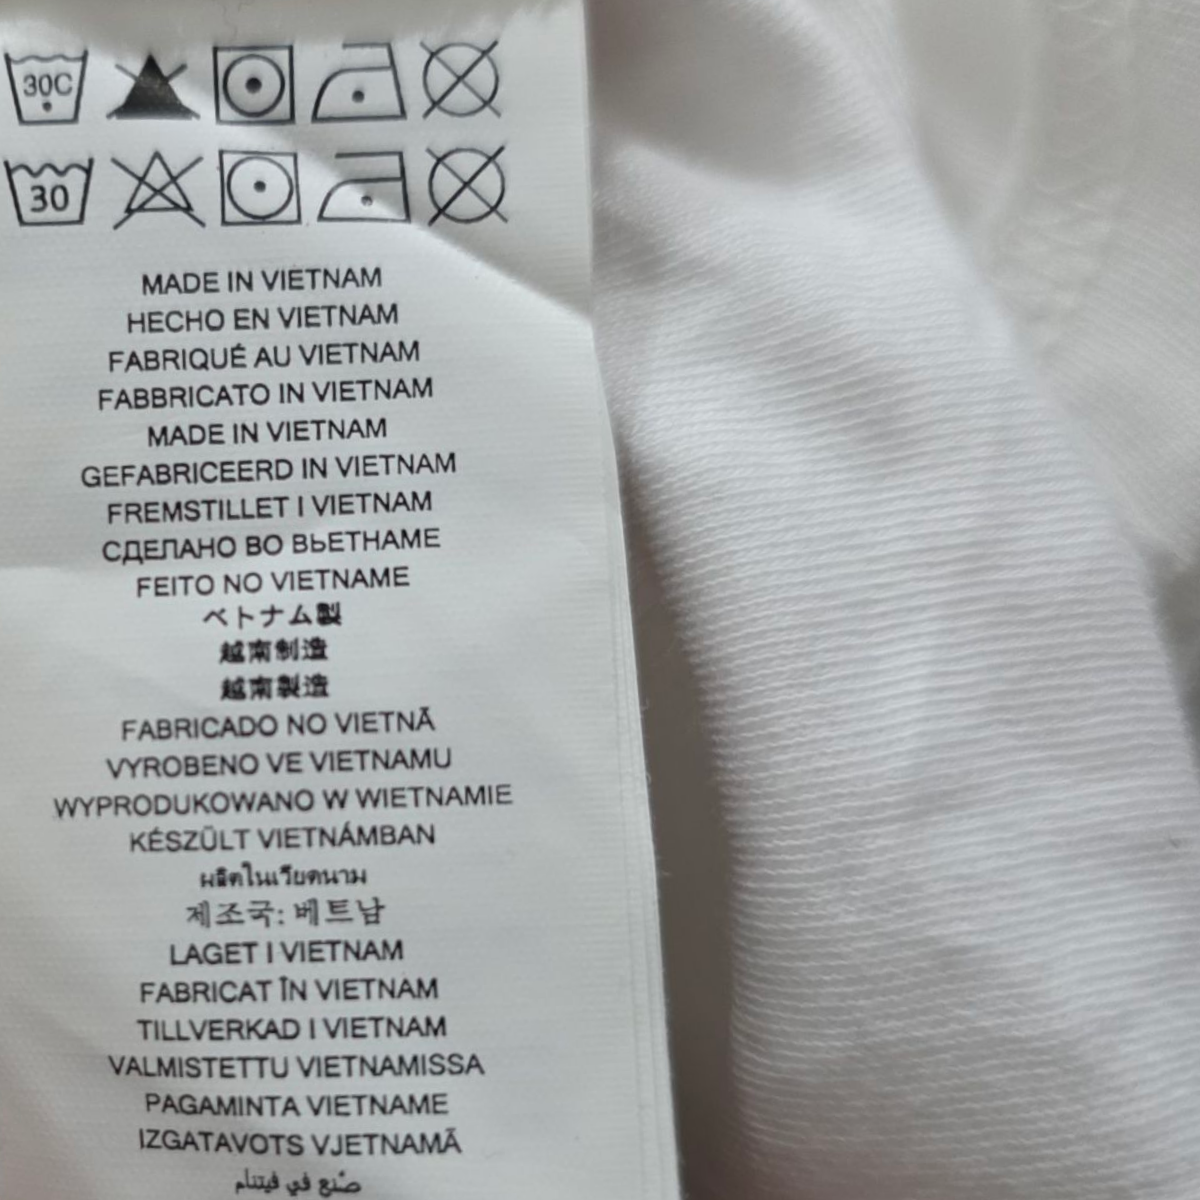 30C
30
MADE IN VIETNAM
HECHO EN VIETNAM
FABRIQUÉ AU VIETNAM
FABBRICATO IN VIETNAM
MADE IN VIETNAM
GEFABRICEERD IN VIETNAM
FREMSTILLET I VIETNAM
СДЕЛАНО ВО ВЬЕТНАМЕ
FEITO NO VIETNAME
ベトナム製
越南制造
越南製造
FABRICADO NO VIETNÃ
VYROBENO VE VIETNAMU
WYPRODUKOWANO W WIETNAMIE
KÉSZÜLT VIETNÁMBAN
ผลิตในเวียดนาม
제조국: 베트남
LAGET I VIETNAM
FABRICAT ÎN VIETNAM
TILLVERKAD I VIETNAM
VALMISTETTU VIETNAMISSA
PAGAMINTA VIETNAME
IZGATAVOTS VJETNAMĀ
صُنع في فيتنام